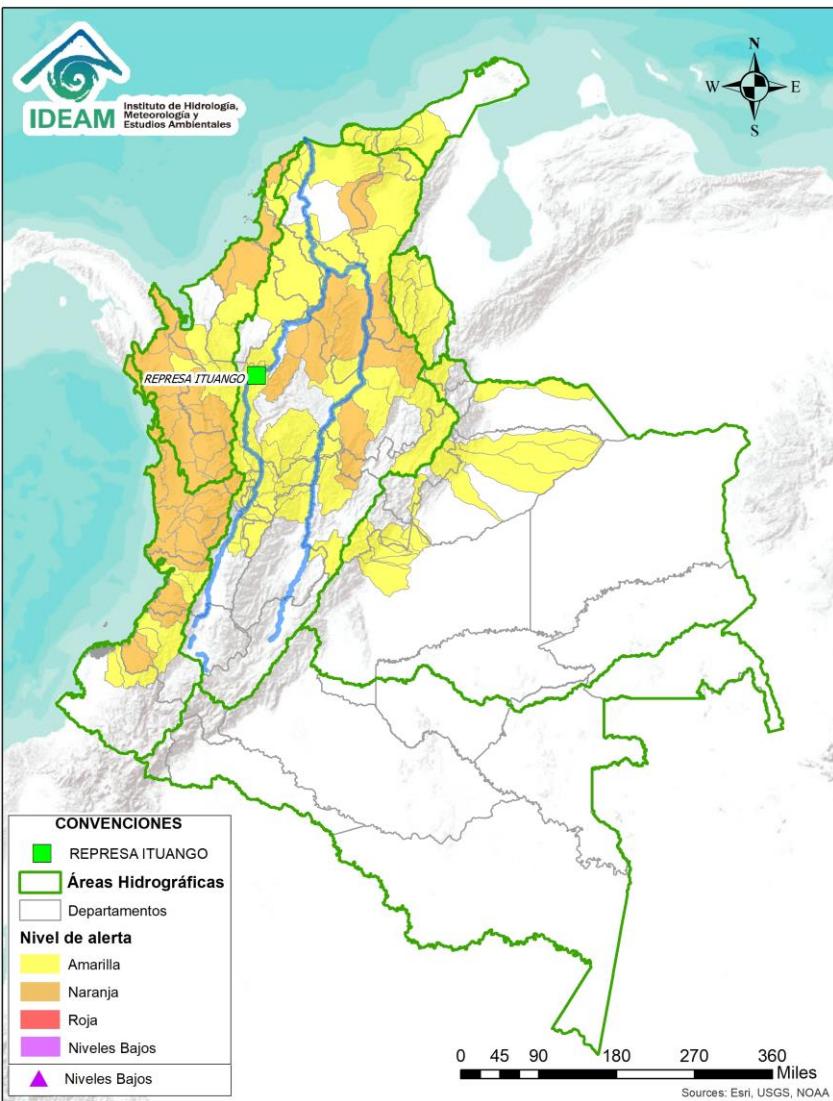 IDEAM
Instituto de Hidrología,
Meteorología y
Estudios Ambientales
N
W
E
S
REPRESA ITUANGO
CONVENCIONES
REPRESA ITUANGO
Áreas Hidrográficas
Departamentos
Nivel de alerta
Amarilla
Naranja
Roja
Niveles Bajos
Niveles Bajos
0 45 90 180 270 360
Miles
Sources: Esri, USGS, NOAA